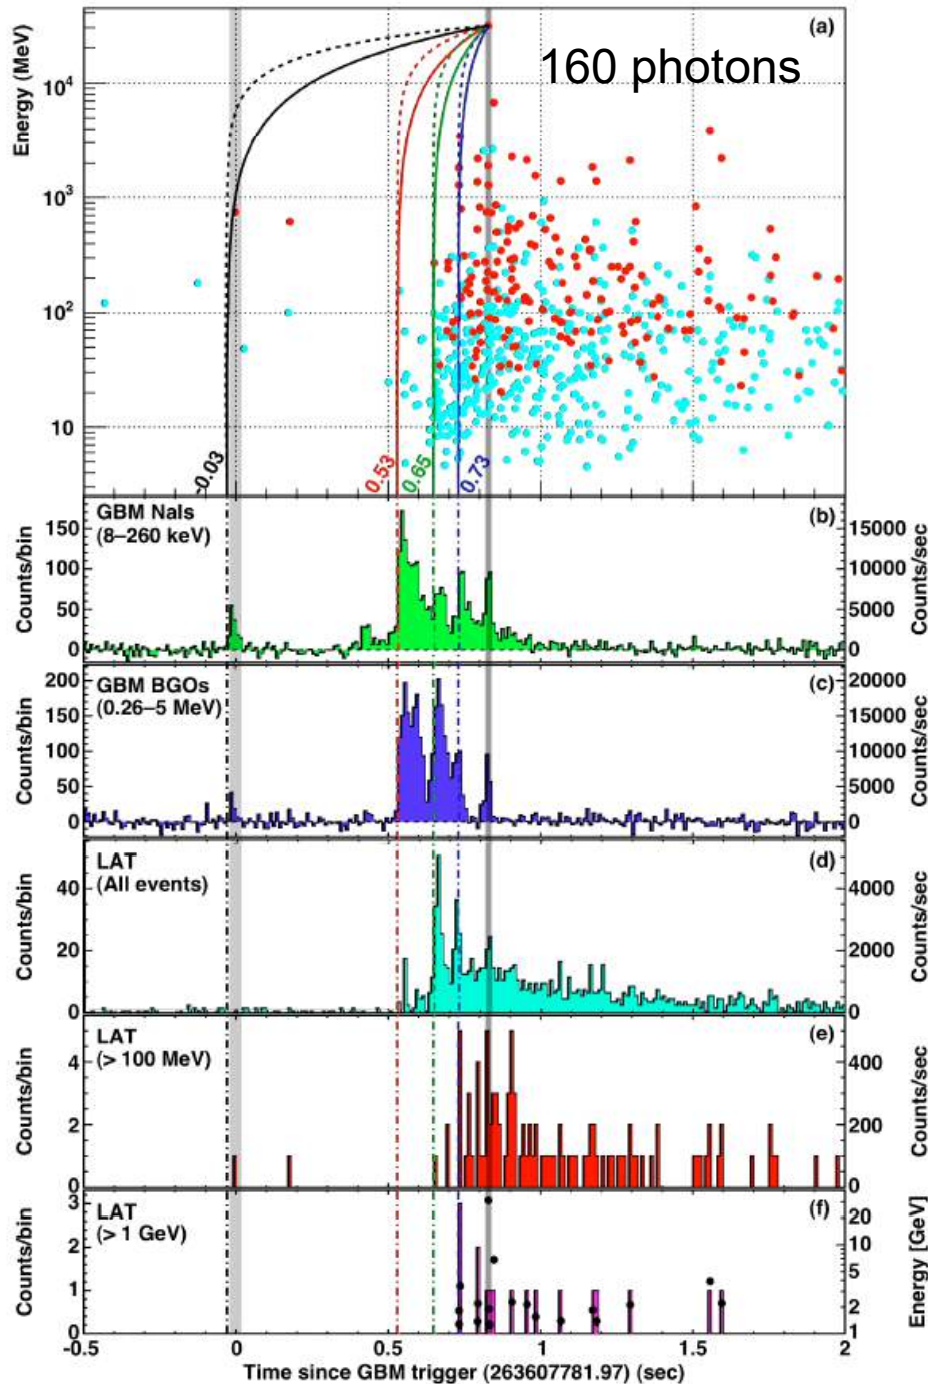 (a)
160 photons
Energy (MeV)
10⁴
10³
10²
10
-0.03
0.53
0.65
0.73
GBM NaIs
(8–260 keV)
(b)
Counts/bin
150
100
50
0
15000
10000
5000
0
Counts/sec
GBM BGOs
(0.26–5 MeV)
(c)
Counts/bin
200
150
100
50
0
20000
15000
10000
5000
0
Counts/sec
LAT
(All events)
(d)
Counts/bin
40
20
0
4000
2000
0
Counts/sec
LAT
(> 100 MeV)
(e)
Counts/bin
4
2
0
400
200
0
Counts/sec
LAT
(> 1 GeV)
(f)
Counts/bin
3
2
1
0
20
10
5
2
1
Energy [GeV]
-0.5 0 0.5 1 1.5 2
Time since GBM trigger (263607781.97) (sec)